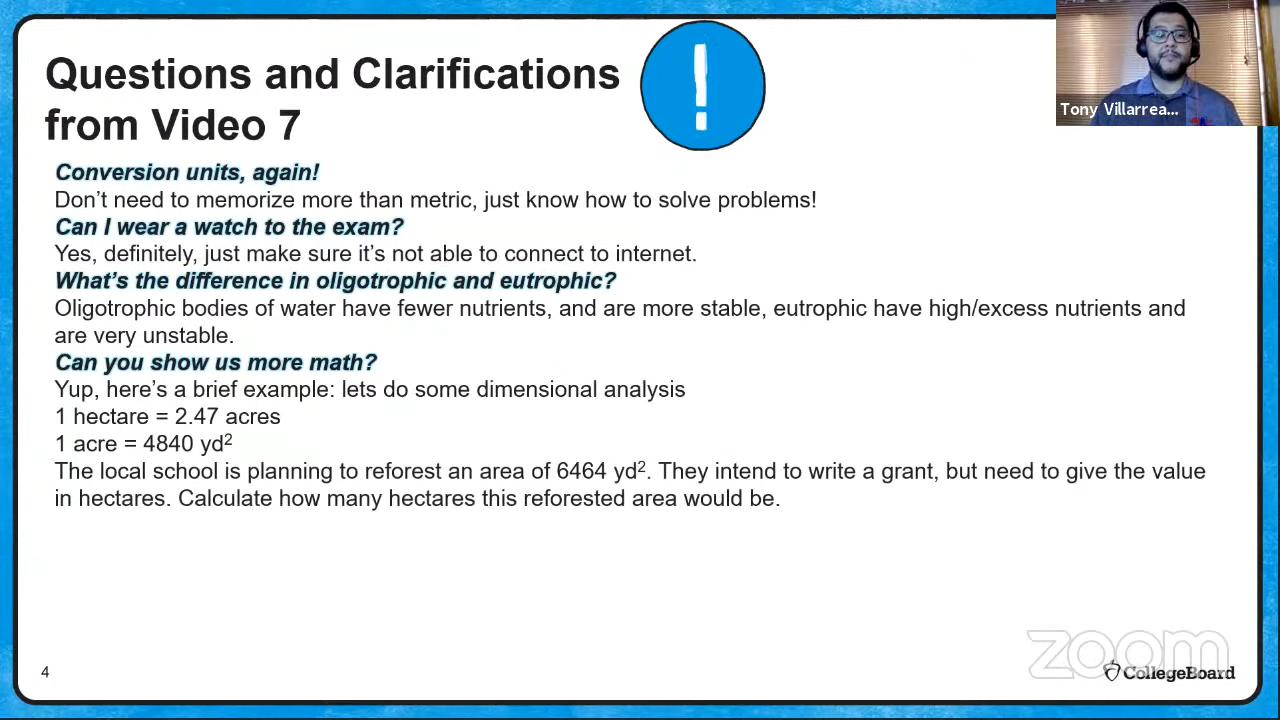 Questions and Clarifications
from Video 7
!
Tony Villarrea...
Conversion units, again!
Don’t need to memorize more than metric, just know how to solve problems!
Can I wear a watch to the exam?
Yes, definitely, just make sure it’s not able to connect to internet.
What’s the difference in oligotrophic and eutrophic?
Oligotrophic bodies of water have fewer nutrients, and are more stable, eutrophic have high/excess nutrients and
are very unstable.
Can you show us more math?
Yup, here’s a brief example: lets do some dimensional analysis
1 hectare = 2.47 acres
1 acre = 4840 yd²
The local school is planning to reforest an area of 6464 yd². They intend to write a grant, but need to give the value
in hectares. Calculate how many hectares this reforested area would be.
zoom
4
CollegeBoard